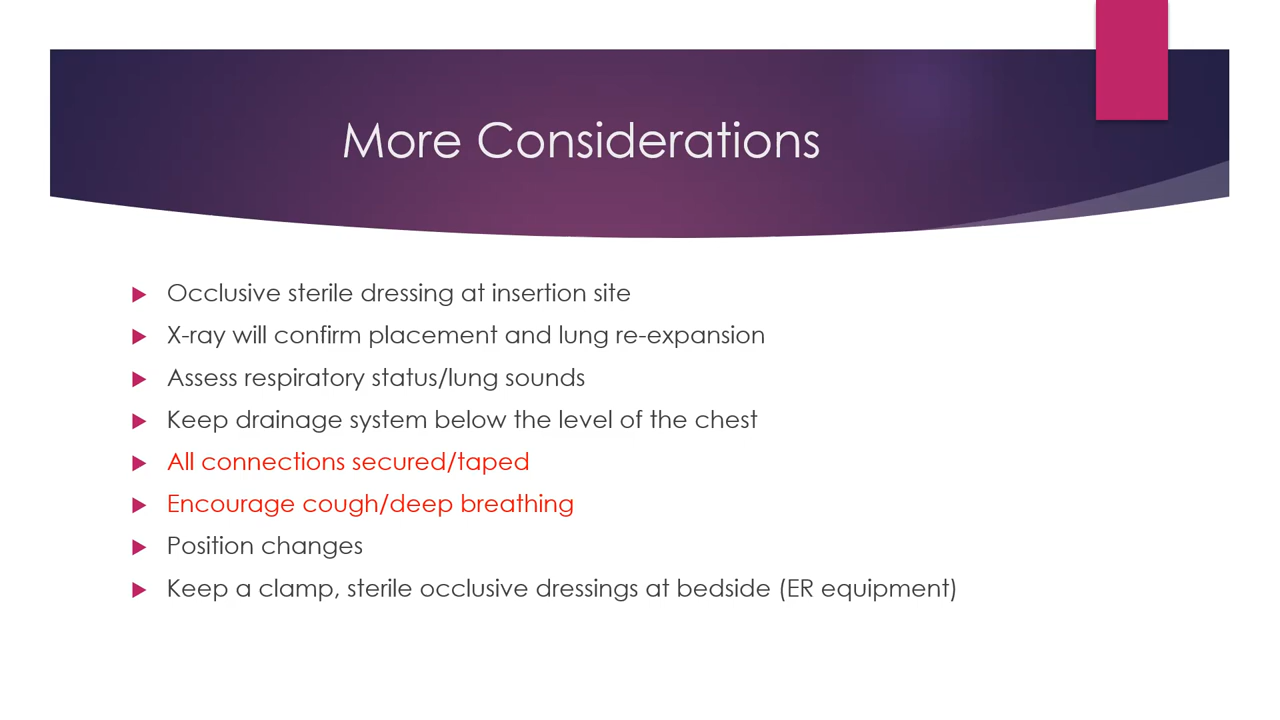 More Considerations
Occlusive sterile dressing at insertion site
X-ray will confirm placement and lung re-expansion
Assess respiratory status/lung sounds
Keep drainage system below the level of the chest
All connections secured/taped
Encourage cough/deep breathing
Position changes
Keep a clamp, sterile occlusive dressings at bedside (ER equipment)